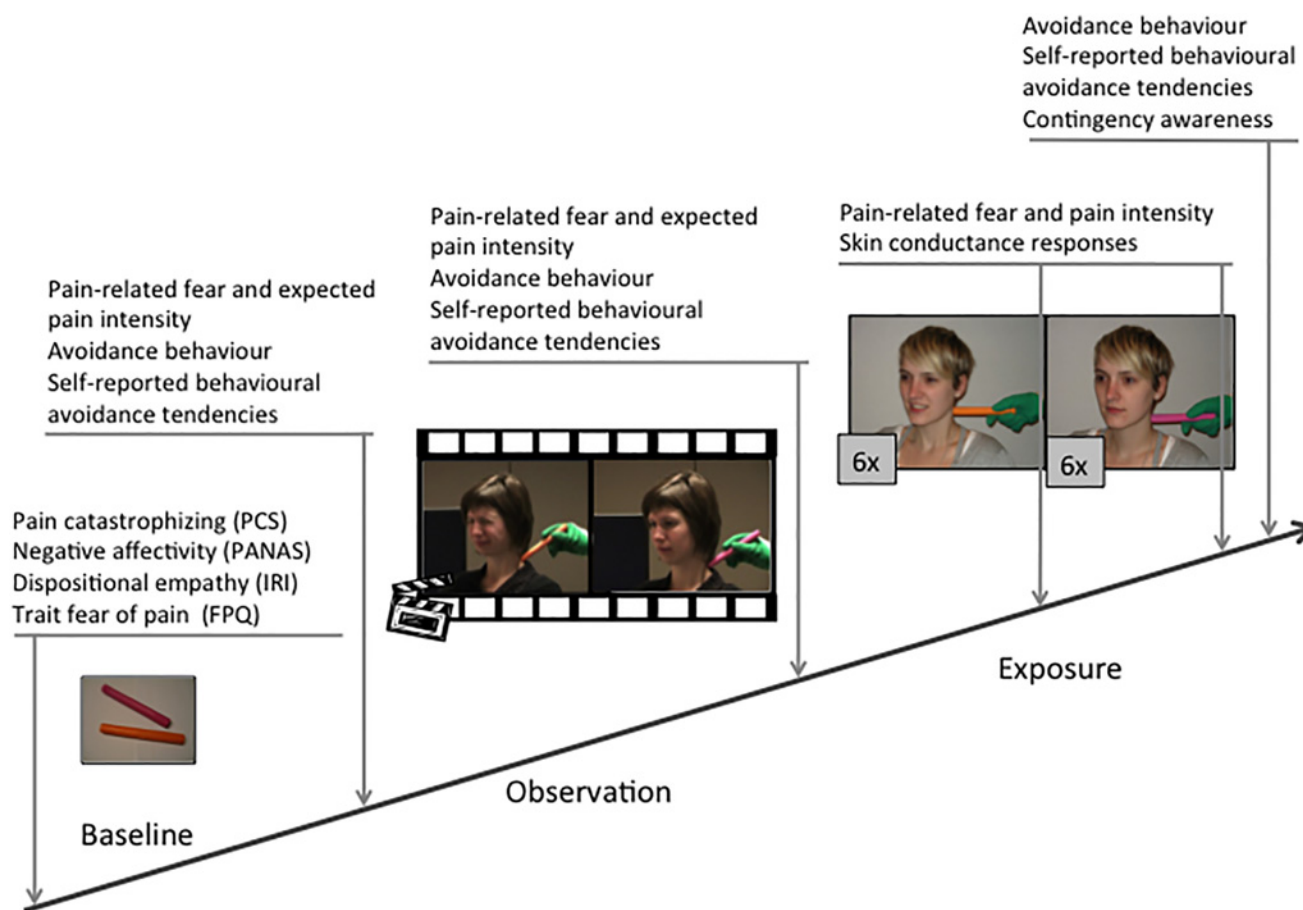 Pain catastrophizing (PCS)
Negative affectivity (PANAS)
Dispositional empathy (IRI)
Trait fear of pain (FPQ)
Baseline
Pain-related fear and expected
pain intensity
Avoidance behaviour
Self-reported behavioural
avoidance tendencies
Observation
Pain-related fear and expected
pain intensity
Avoidance behaviour
Self-reported behavioural
avoidance tendencies
Exposure
Pain-related fear and pain intensity
Skin conductance responses
6x
6x
Avoidance behaviour
Self-reported behavioural
avoidance tendencies
Contingency awareness